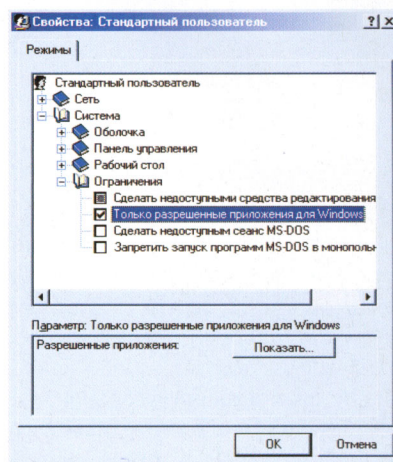 Свойства: Стандартный пользователь
Режимы
Стандартный пользователь
Сеть
Система
Оболочка
Панель управления
Рабочий стол
Ограничения
Сделать недоступными средства редактирования
Только разрешенные приложения для Windows
Сделать недоступным сеанс MS-DOS
Запретить запуск программ MS-DOS в монополь
Параметр: Только разрешенные приложения для Windows
Разрешенные приложения:
Показать...
OK
Отмена